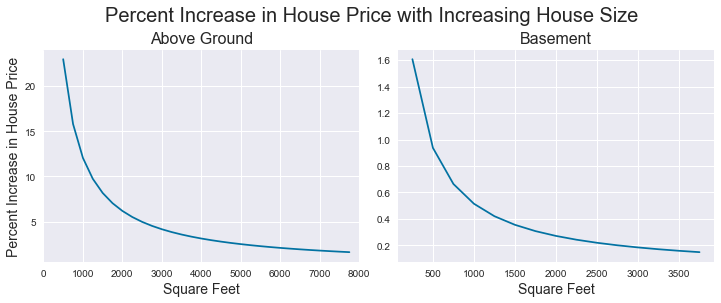 Percent Increase in House Price with Increasing House Size
Above Ground
Percent Increase in House Price
20
15
10
5
0 1000 2000 3000 4000 5000 6000 7000 8000
Square Feet
Basement
1.6
1.4
1.2
1.0
0.8
0.6
0.4
0.2
500 1000 1500 2000 2500 3000 3500
Square Feet